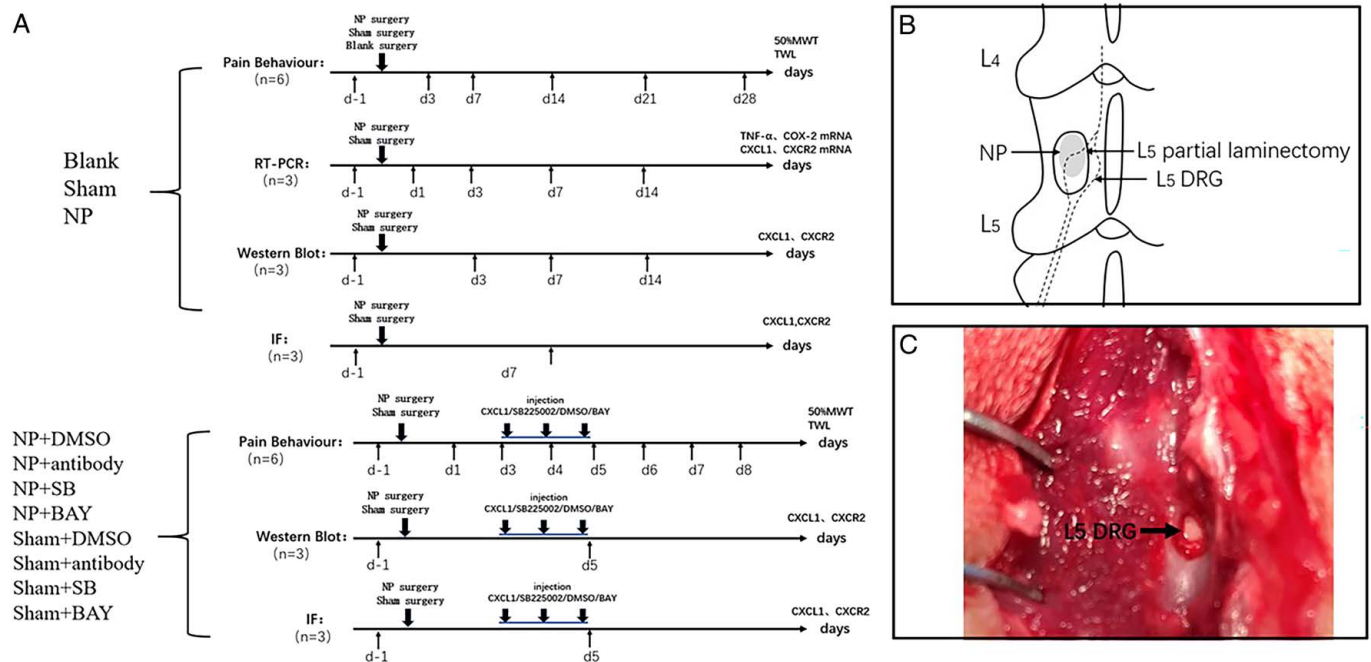 A
Blank
Sham
NP
NP surgery
Sham surgery
Blank surgery
Pain Behaviour:
(n=6)
50%MWT
TWL
days
d-1 d3 d7 d14 d21 d28
NP surgery
Sham surgery
RT-PCR:
(n=3)
TNF-α、COX-2 mRNA
CXCL1、CXCR2 mRNA
days
d-1 d1 d3 d7 d14
NP surgery
Sham surgery
Western Blot:
(n=3)
CXCL1、CXCR2
days
d-1 d3 d7 d14
NP surgery
Sham surgery
IF:
(n=3)
CXCL1,CXCR2
days
d-1 d7
NP+DMSO
NP+antibody
NP+SB
NP+BAY
Sham+DMSO
Sham+antibody
Sham+SB
Sham+BAY
NP surgery
Sham surgery
injection
CXCL1/SB225002/DMSO/BAY
Pain Behaviour:
(n=6)
50%MWT
TWL
days
d-1 d1 d3 d4 d5 d6 d7 d8
NP surgery
Sham surgery
injection
CXCL1/SB225002/DMSO/BAY
Western Blot:
(n=3)
CXCL1、CXCR2
days
d-1 d5
NP surgery
Sham surgery
injection
CXCL1/SB225002/DMSO/BAY
IF:
(n=3)
CXCL1、CXCR2
days
d-1 d5
B
L4
NP
L5 partial laminectomy
L5 DRG
L5
C
L5 DRG